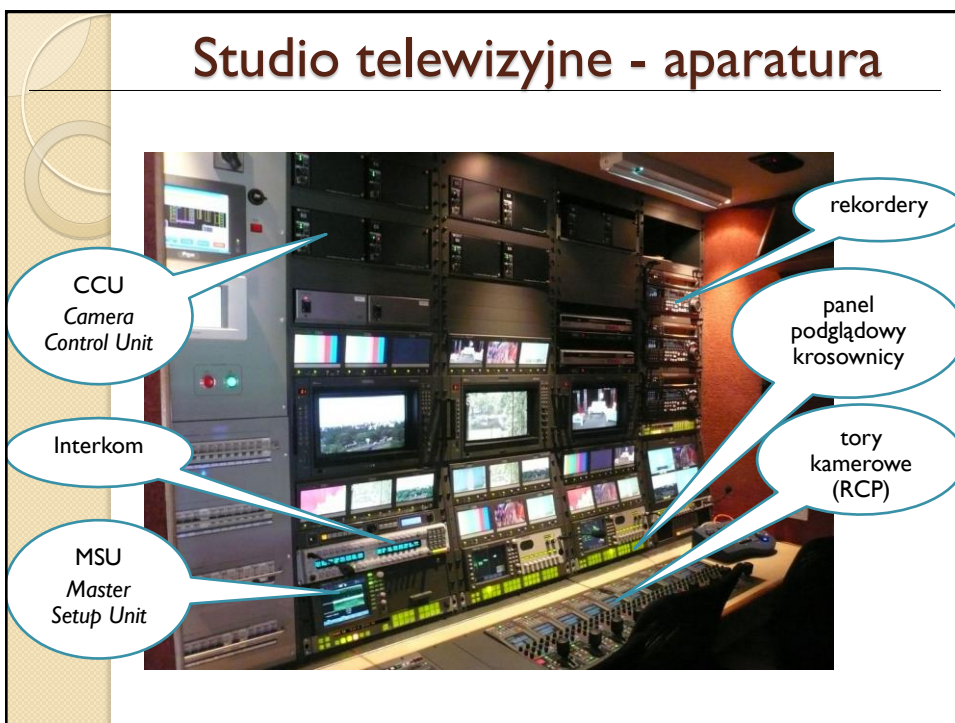 Studio telewizyjne - aparatura
rekordery
CCU
Camera
Control Unit
panel
podglądowy
krosownicy
Interkom
tory
kamerowe
(RCP)
MSU
Master
Setup Unit